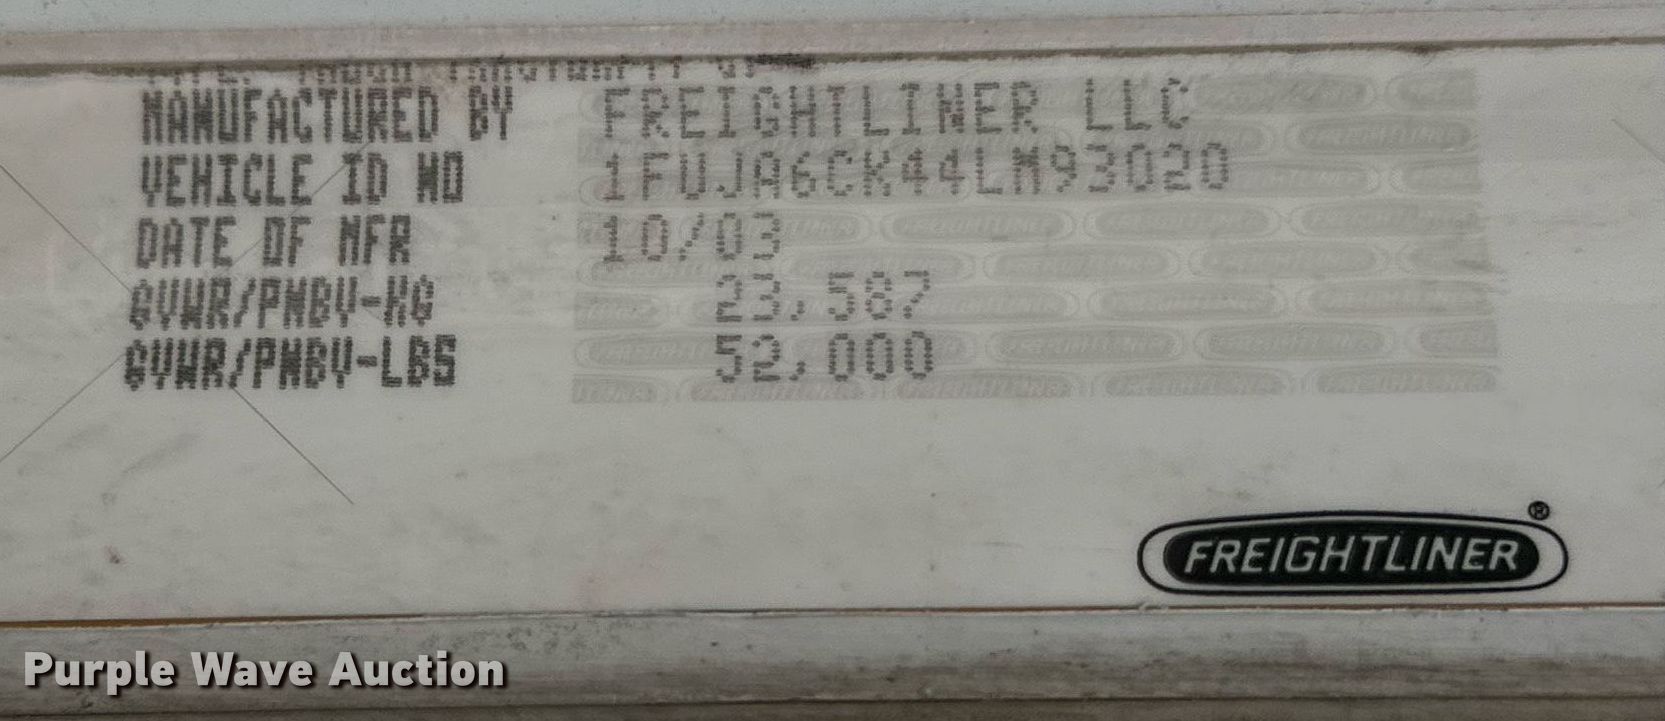 MANUFACTURED BY FREIGHTLINER LLC
VEHICLE ID NO 1FUJA6CK44LM93020
DATE OF MFR 10/03
GVWR/PNBV-KG 23,587
GVWR/PNBV-LBS 52,000
FREIGHTLINER®
Purple Wave Auction